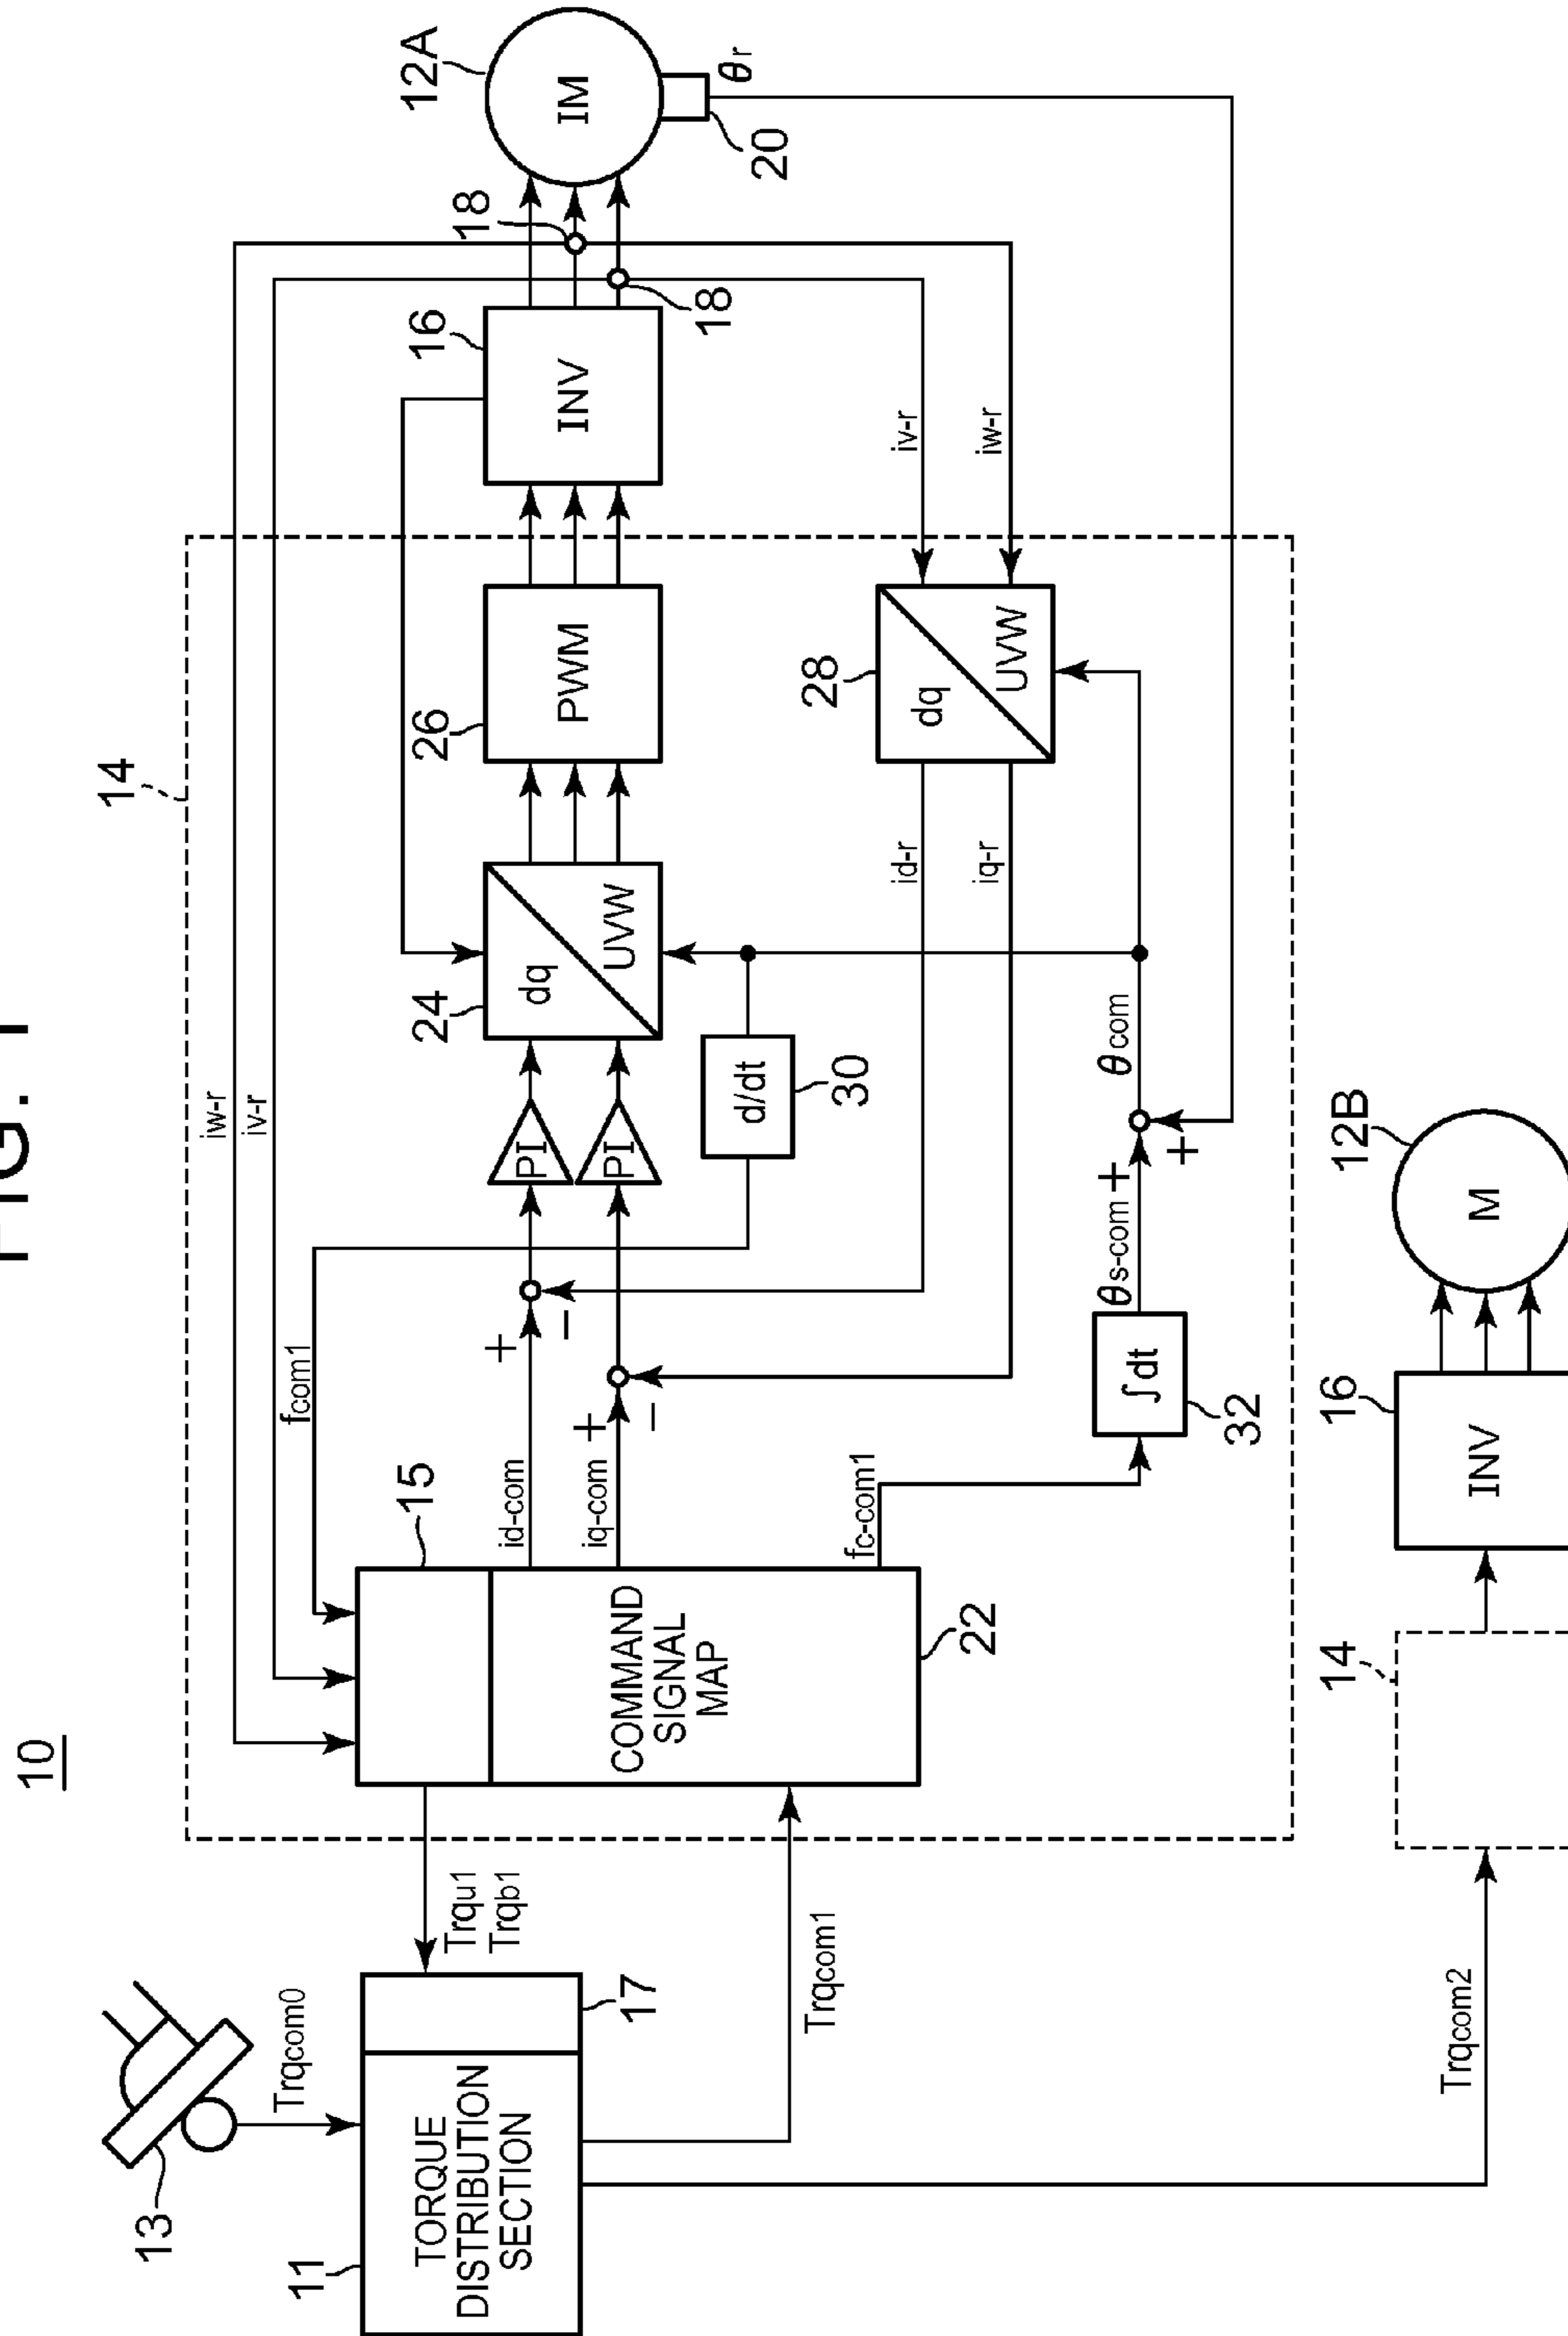 FIG. 1
10
13
Trqcom0
11
TORQUE
DISTRIBUTION
SECTION
17
Trqu1
Trqb1
Trqcom1
Trqcom2
14
iw-r
iv-r
fcom1
15
COMMAND
SIGNAL
MAP
22
id-com
iq-com
fc-com1
+
−
+
−
PI
PI
24
dq
UVW
26
PWM
16
INV
18
18
12A
IM
20
θr
d/dt
30
id-r
iq-r
28
dq
UVW
iv-r
iw-r
∫dt
32
θs-com
+
+
θcom
14
16
INV
12B
M